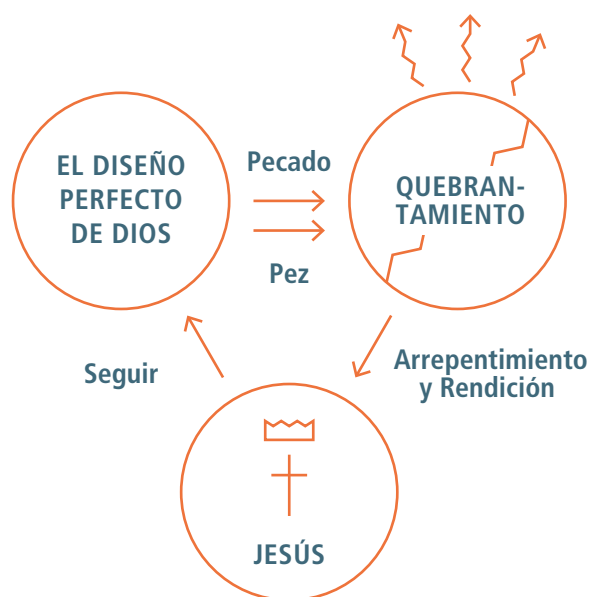 EL DISEÑO
PERFECTO
DE DIOS
Pecado
Pez
QUEBRAN-
TAMIENTO
Seguir
Arrepentimiento
y Rendición
JESÚS